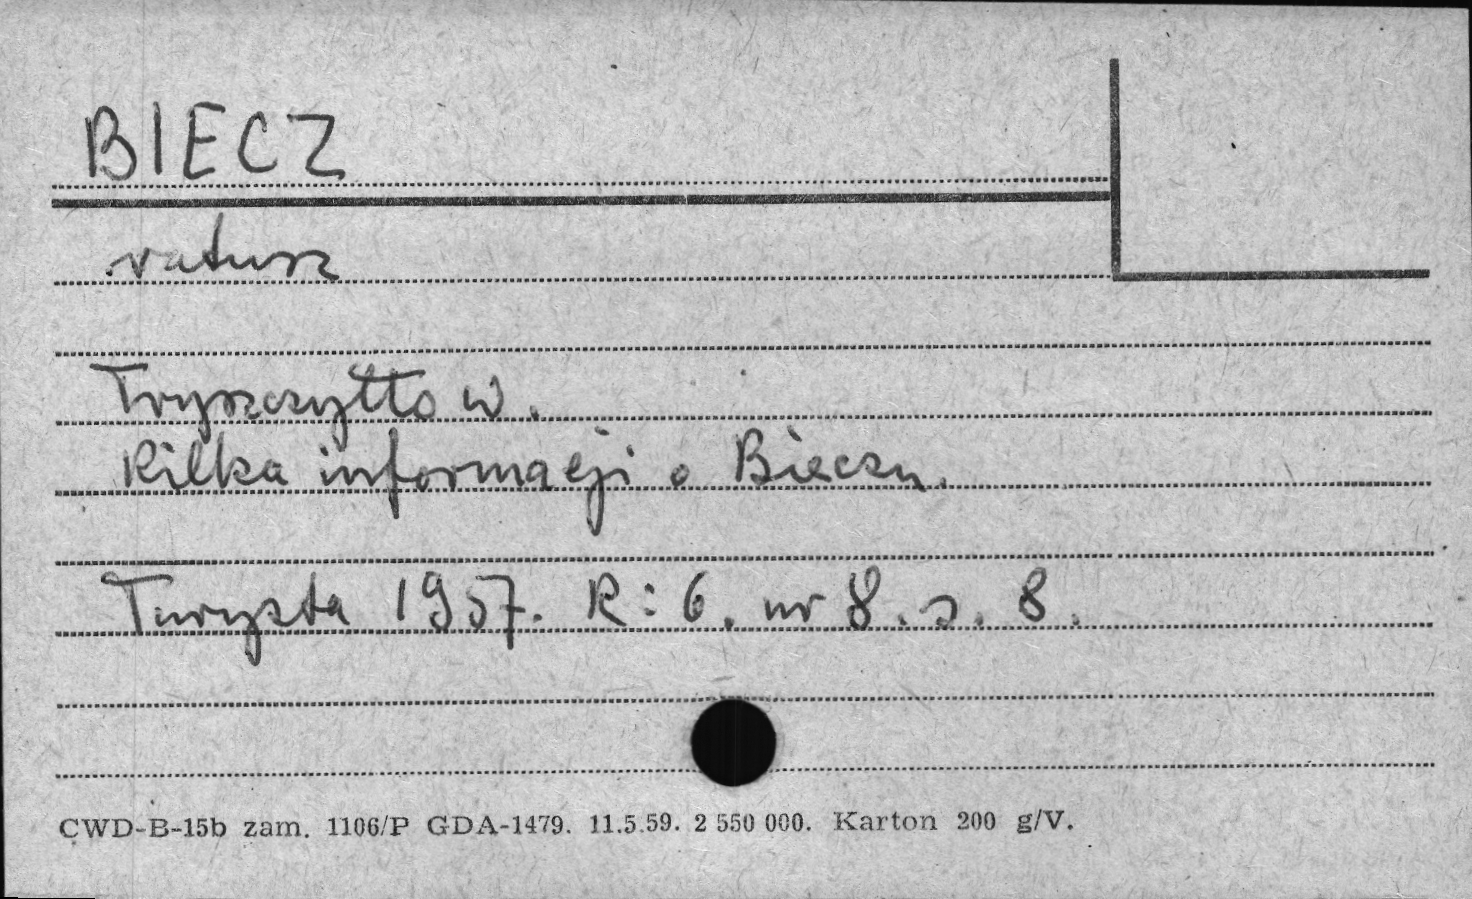 BIECZ
ratusz
Tryszczyłło W.
Kilka informacji o Bieczu.
Turysta 1957. R: 6. nr 8. s. 8.
CWD-B-15b zam. 1106/P GDA-1479. 11.5.59. 2 550 000. Karton 200 g/V.